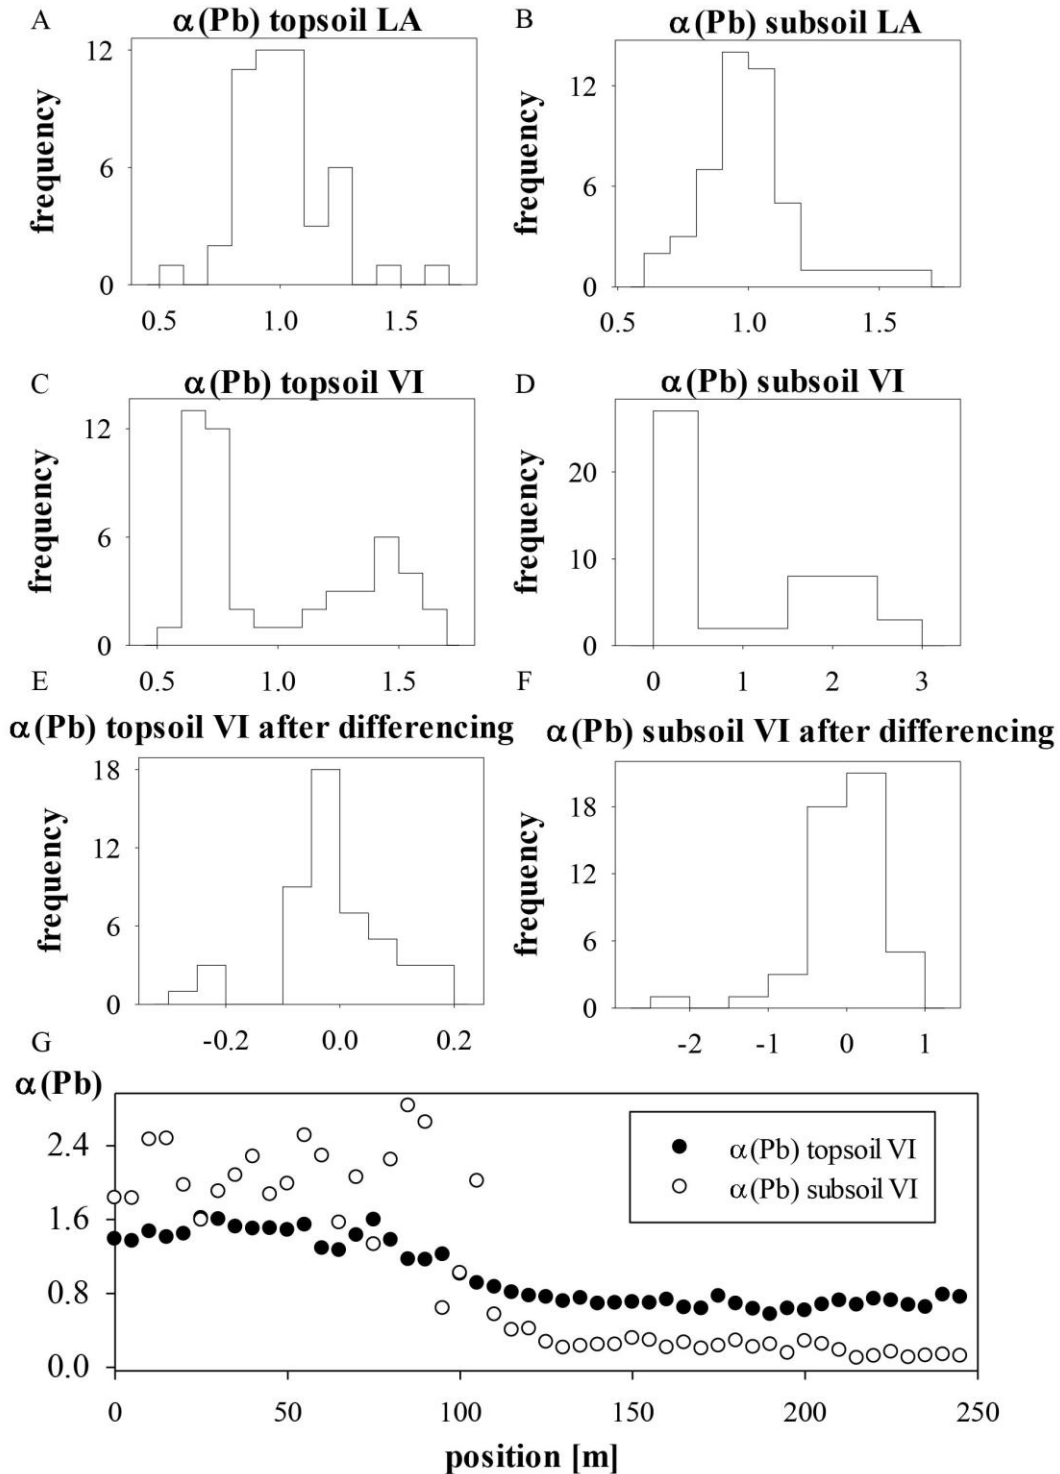 A
α(Pb) topsoil LA
frequency
12
6
0
0.5 1.0 1.5
B
α(Pb) subsoil LA
frequency
12
6
0
0.5 1.0 1.5
C
α(Pb) topsoil VI
frequency
12
6
0
0.5 1.0 1.5
D
α(Pb) subsoil VI
frequency
20
10
0
0 1 2 3
E
α(Pb) topsoil VI after differencing
frequency
18
12
6
0
-0.2 0.0 0.2
F
α(Pb) subsoil VI after differencing
frequency
18
12
6
0
-2 -1 0 1
G
α(Pb)
2.4
1.6
0.8
0.0
α(Pb) topsoil VI
α(Pb) subsoil VI
0 50 100 150 200 250
position [m]